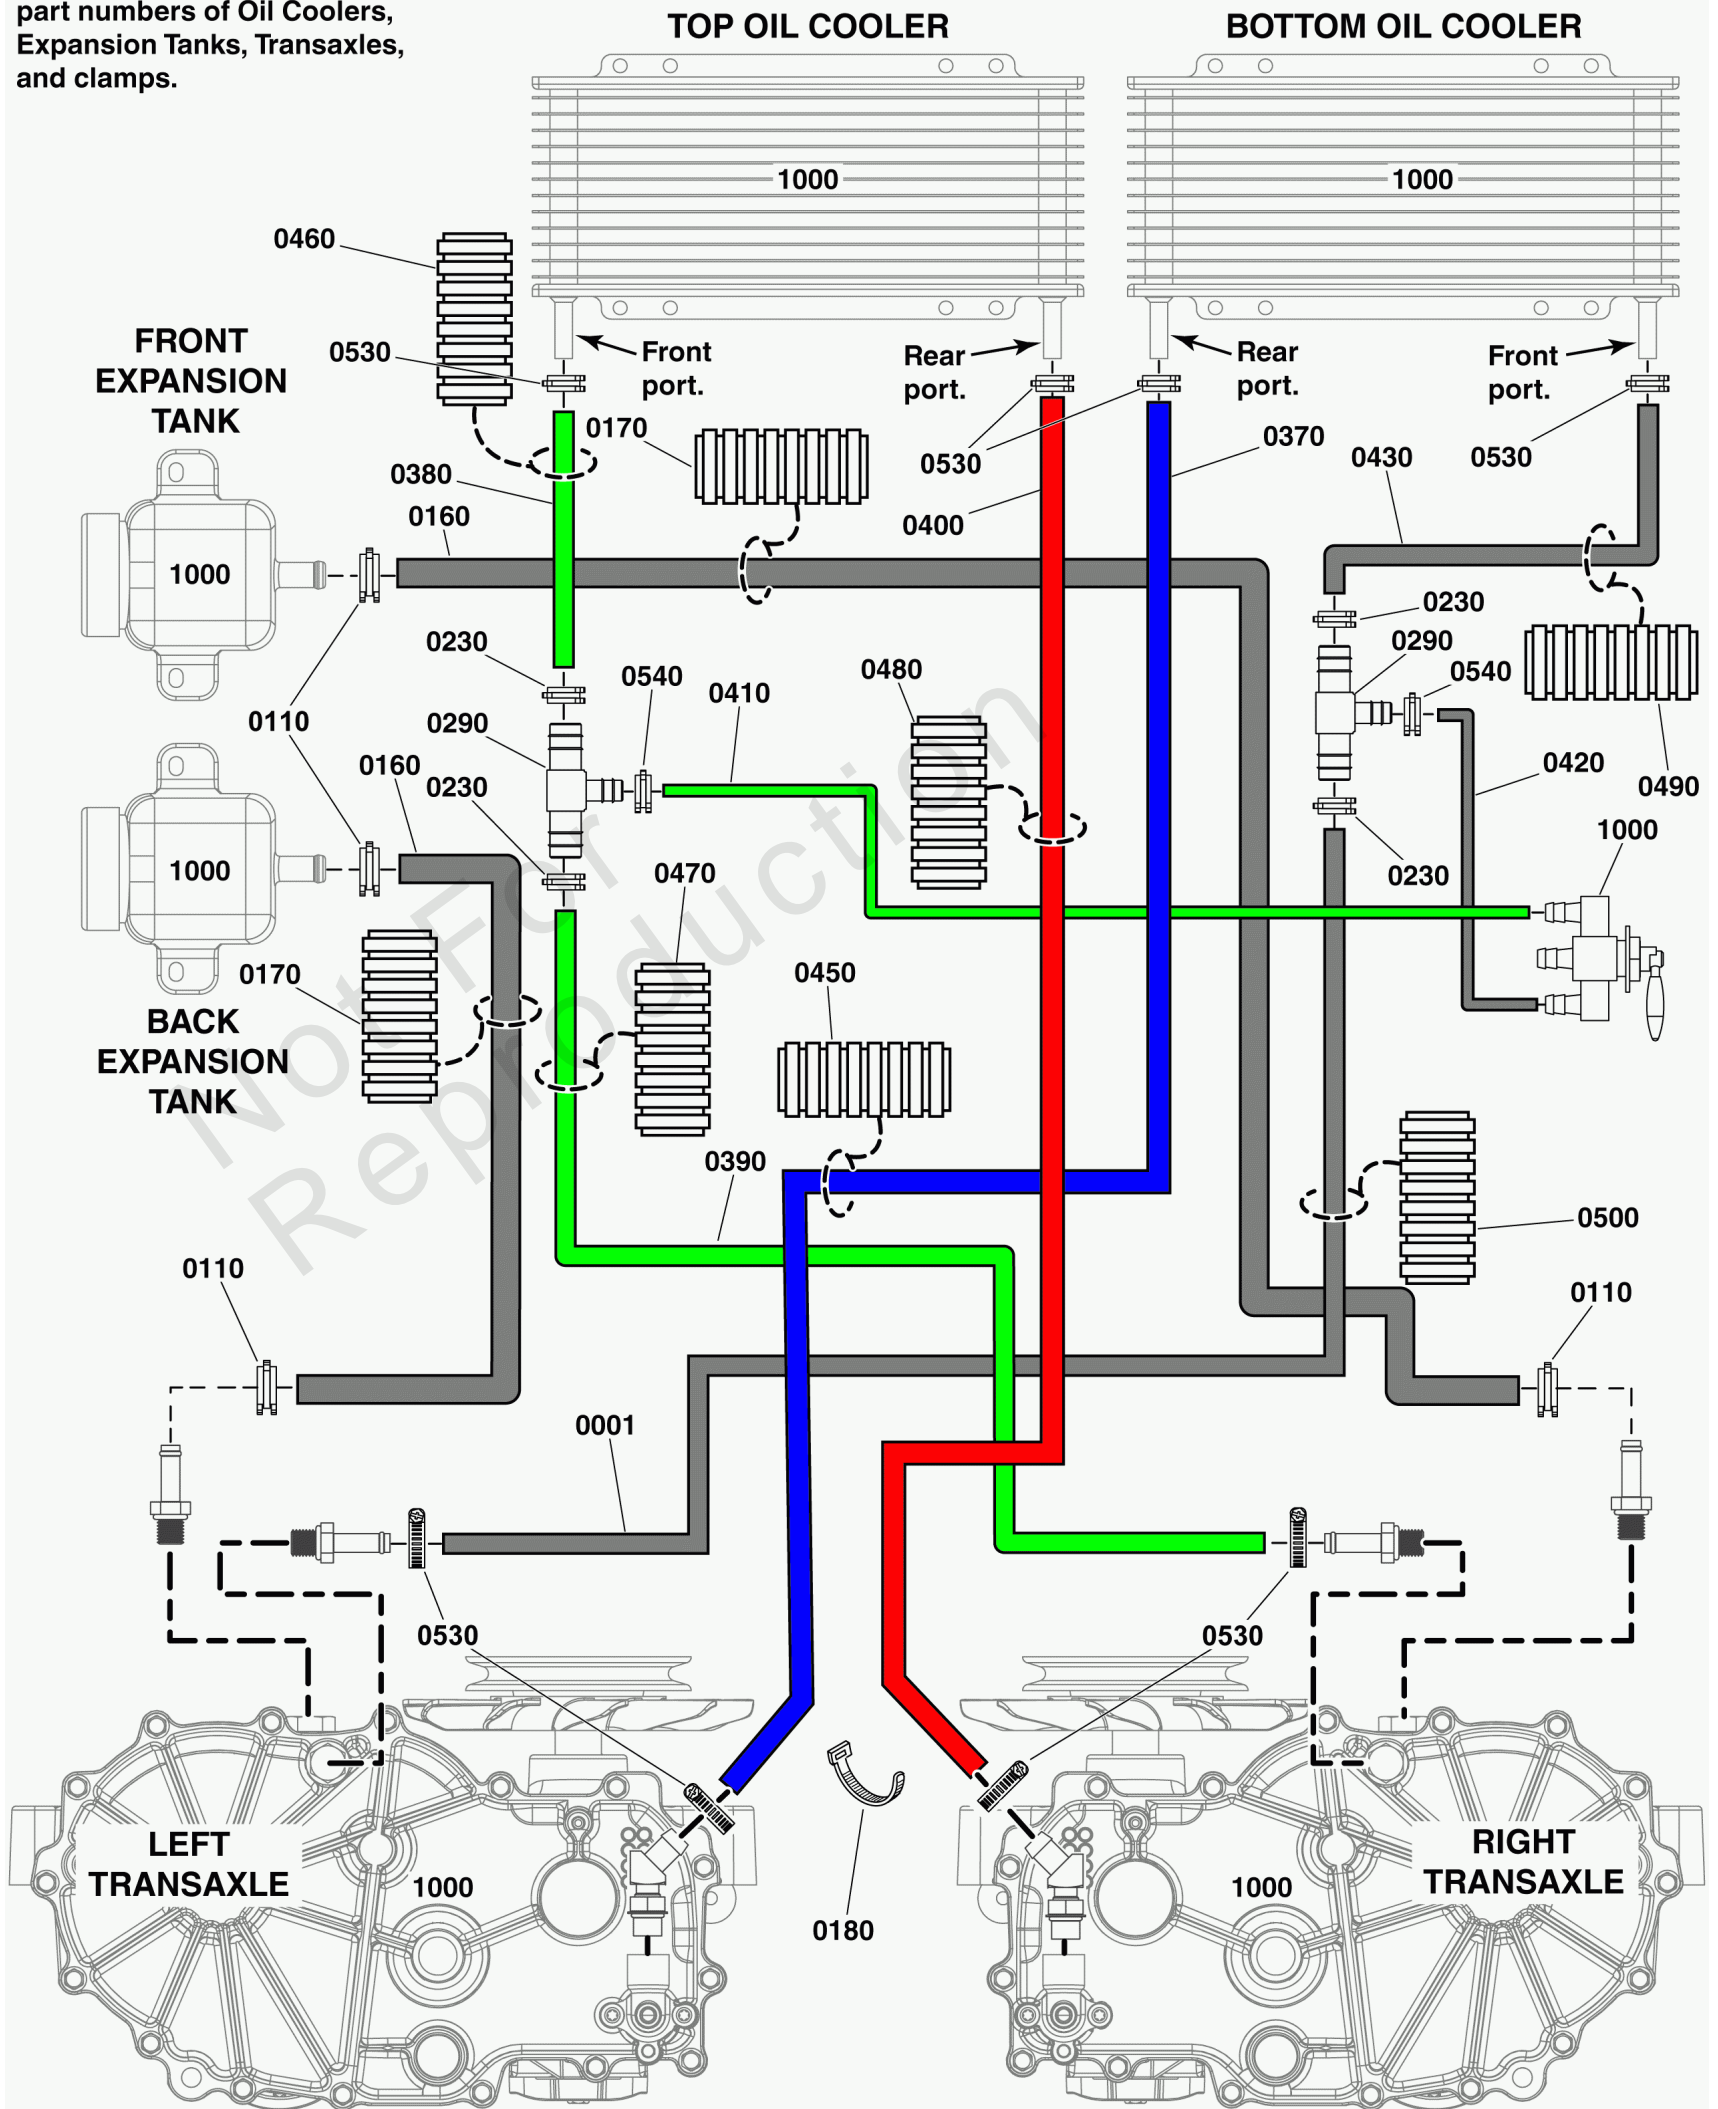 part numbers of Oil Coolers,
Expansion Tanks, Transaxles,
and clamps.
TOP OIL COOLER
BOTTOM OIL COOLER
1000
1000
0460
0530
FRONT
EXPANSION
TANK
Front
port.
Rear
port.
Rear
port.
Front
port.
0170
0530
0370
0430
0530
0380
0160
0400
1000
0230
0290
0540
0230
0540
0410
0480
0110
0290
0160
0230
0420
0490
1000
1000
0470
0230
0170
0450
BACK
EXPANSION
TANK
Not For
Reproduction
0390
0500
0110
0110
0001
0530
0530
LEFT
TRANSAXLE
1000
0180
1000
RIGHT
TRANSAXLE